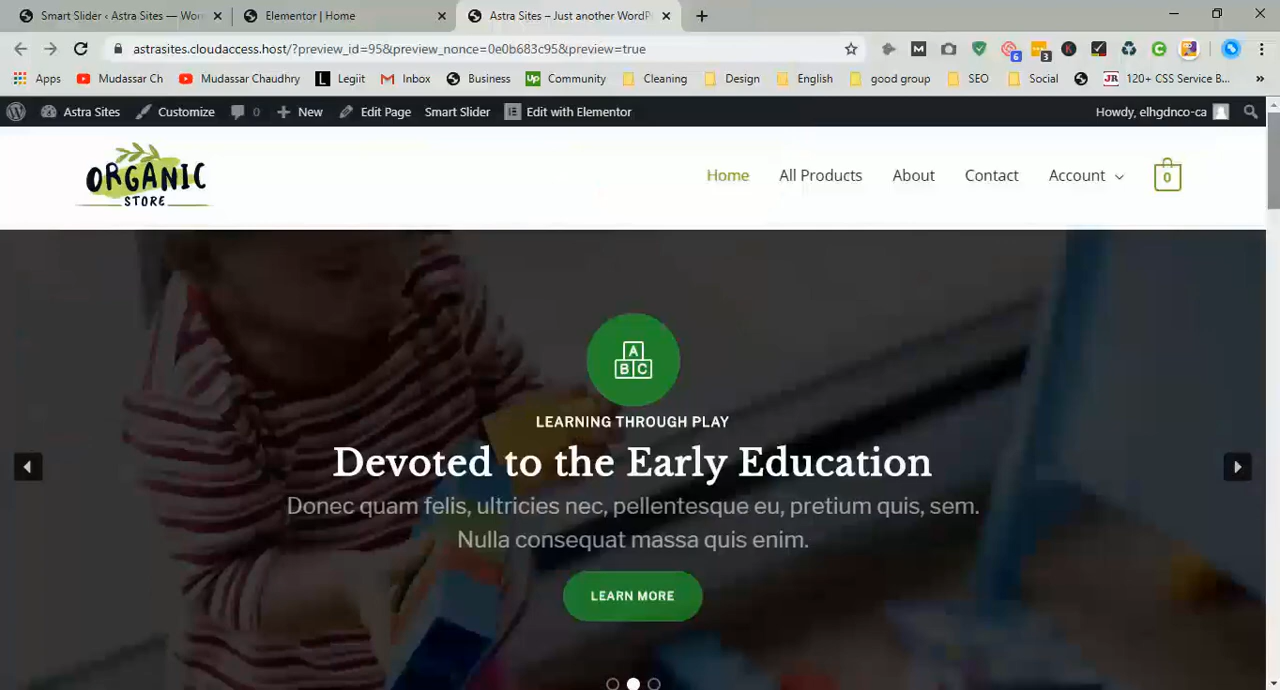 Smart Slider ‹ Astra Sites — Wor
Elementor | Home
Astra Sites – Just another WordP
astrasites.cloudaccess.host/?preview_id=95&preview_nonce=0e0b683c95&preview=true
M
6
3
K
C
Apps
Mudassar Ch
Mudassar Chaudhry
Legiit
Inbox
Business
Up
Community
Cleaning
Design
English
good group
SEO
Social
JR
120+ CSS Service B...
»
Astra Sites
Customize
0
New
Edit Page
Smart Slider
Edit with Elementor
Howdy, elhgdnco-ca
ORGANIC
STORE
Home
All Products
About
Contact
Account
0
A
B C
LEARNING THROUGH PLAY
Devoted to the Early Education
Donec quam felis, ultricies nec, pellentesque eu, pretium quis, sem.
Nulla consequat massa quis enim.
LEARN MORE